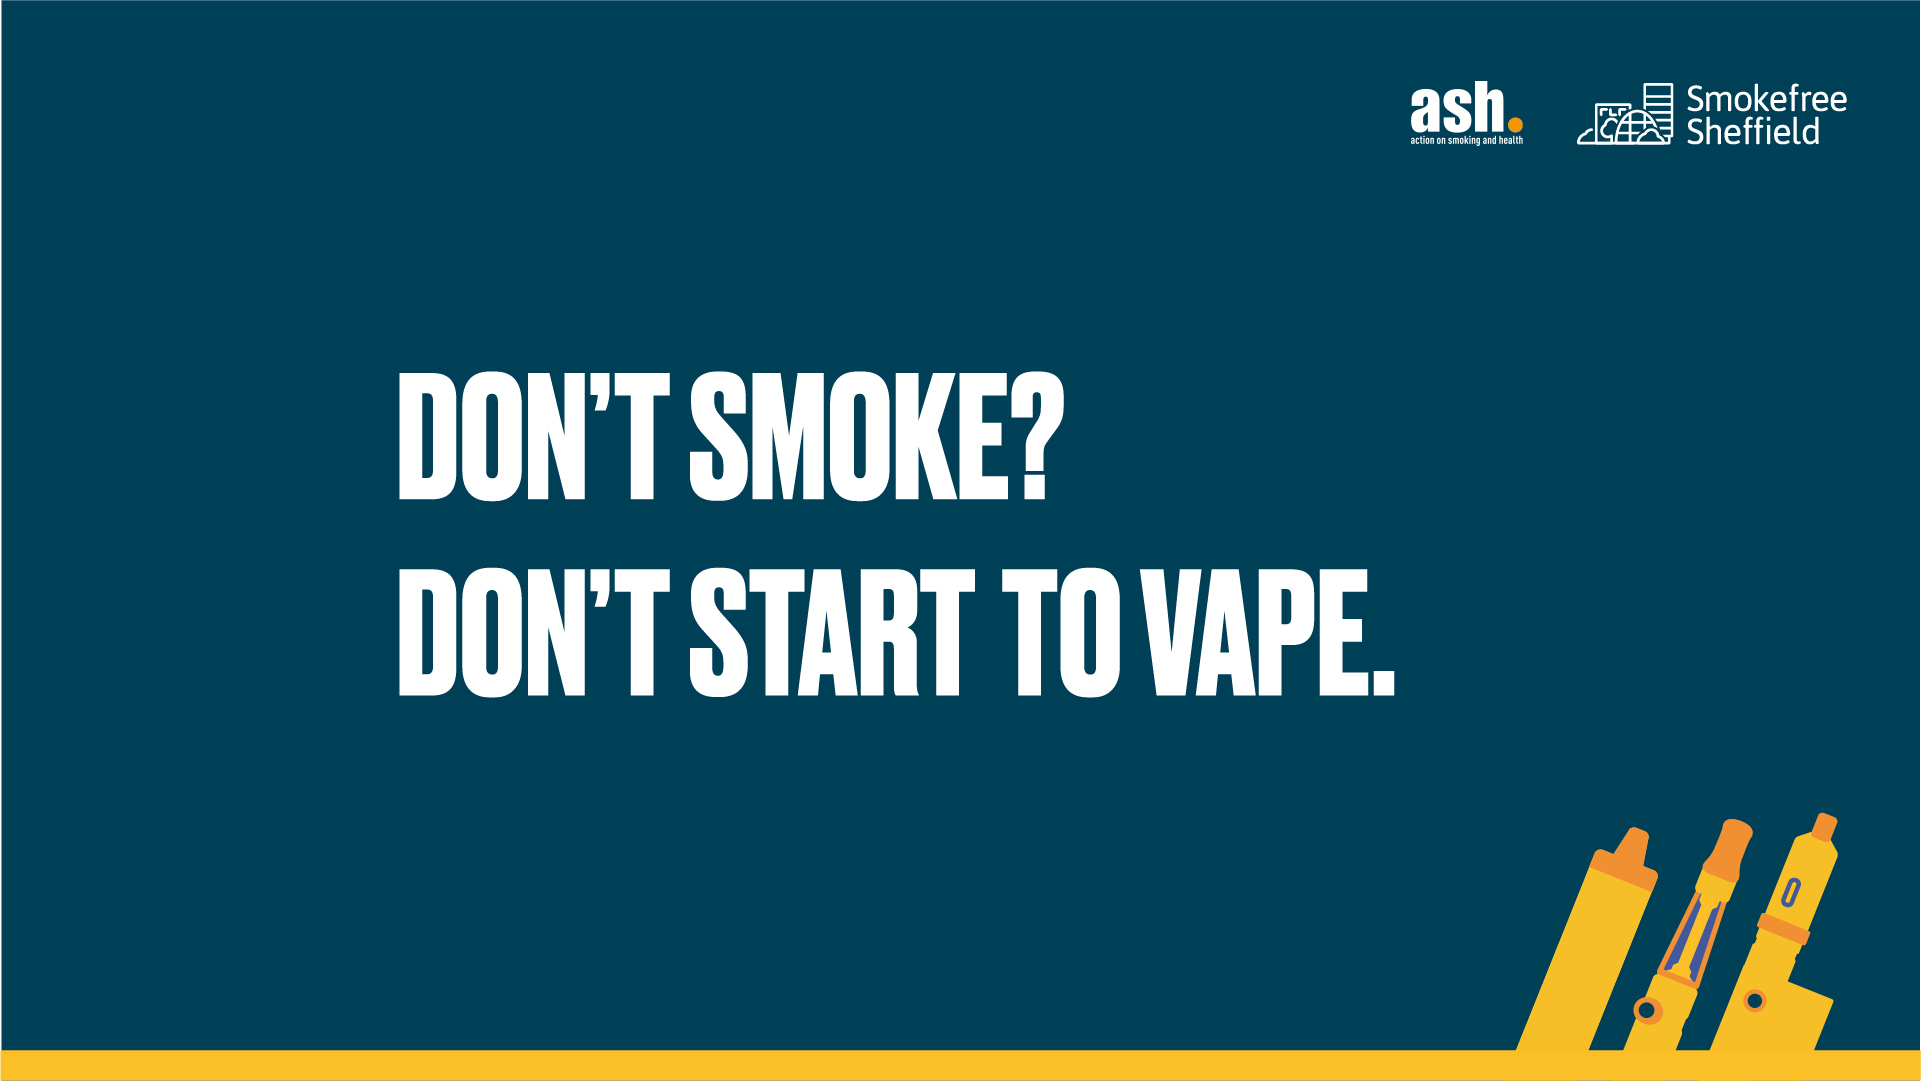 ash.
action on smoking and health
Smokefree
Sheffield
DON’T SMOKE?
DON’T START TO VAPE.